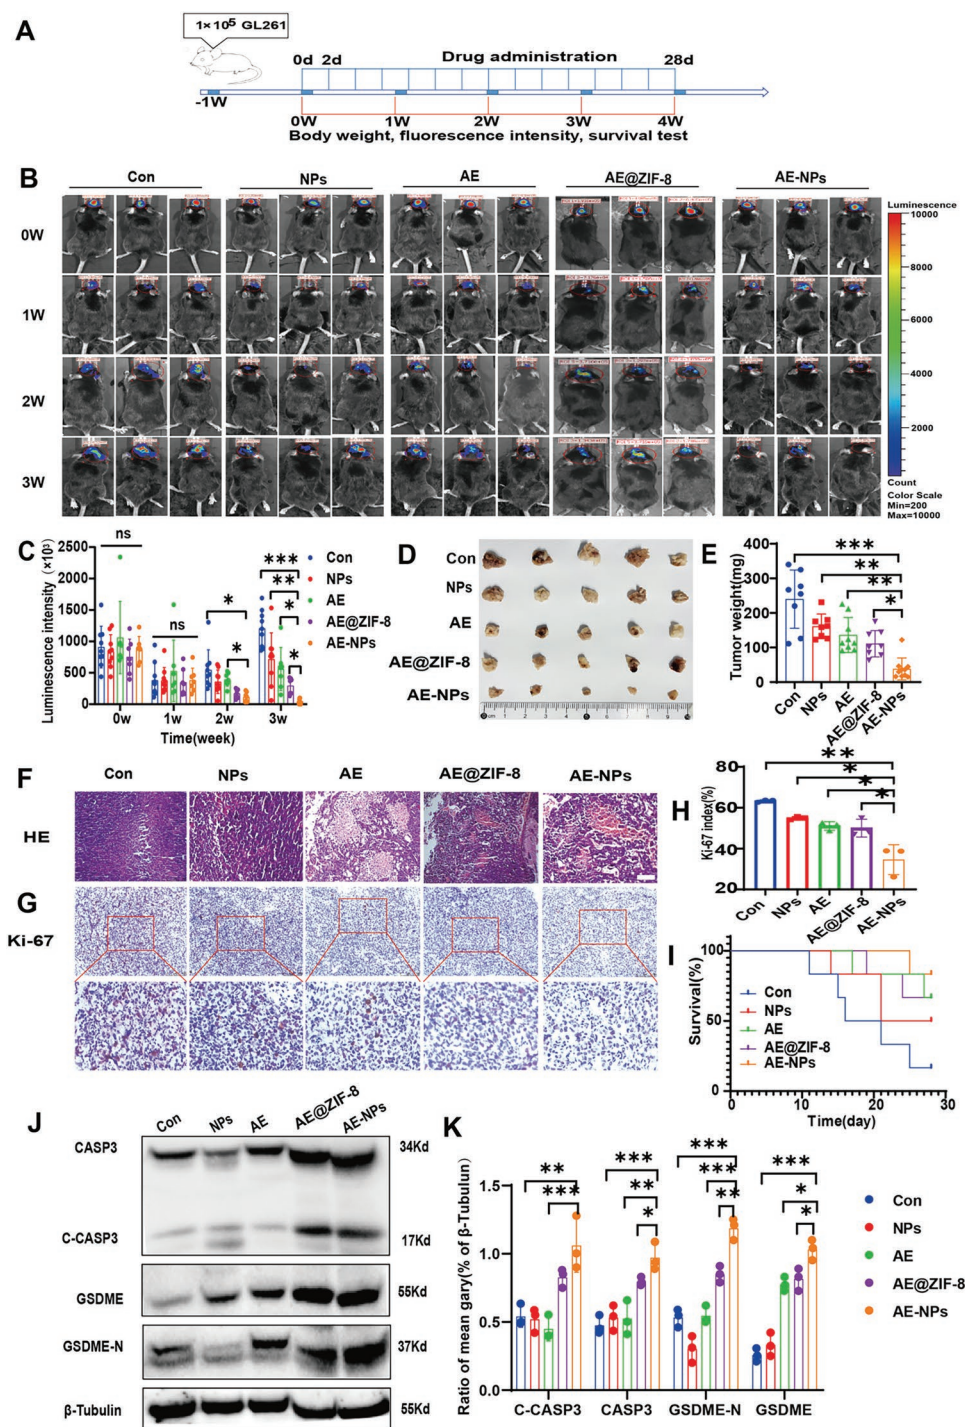 A
1×10⁵ GL261
Drug administration
0d 2d 28d
-1W
0W 1W 2W 3W 4W
Body weight, fluorescence intensity, survival test
B
Con NPs AE AE@ZIF-8 AE-NPs
0W
1W
2W
3W
Luminescence
10000
8000
6000
4000
2000
Count
Color Scale
Min=200
Max=10000
C
Luminescence intensity (×10³)
2500
2000
1500
1000
500
0
ns
ns
*
*
***
**
*
*
0w 1w 2w 3w
Time(week)
Con
NPs
AE
AE@ZIF-8
AE-NPs
D
Con
NPs
AE
AE@ZIF-8
AE-NPs
E
Tumor weight(mg)
400
300
200
100
0
***
**
**
*
Con NPs AE AE@ZIF-8 AE-NPs
F
Con NPs AE AE@ZIF-8 AE-NPs
HE
G
Ki-67
H
Ki-67 index(%)
80
60
40
20
**
*
*
*
Con NPs AE AE@ZIF-8 AE-NPs
I
Survival(%)
100
50
0
Con
NPs
AE
AE@ZIF-8
AE-NPs
0 10 20 30
Time(day)
J
Con NPs AE AE@ZIF-8 AE-NPs
CASP3 34Kd
C-CASP3 17Kd
GSDME 55Kd
GSDME-N 37Kd
β-Tubulin 55Kd
K
Ratio of mean gary(% of β-Tubulun)
1.5
1.0
0.5
0.0
**
***
***
**
*
***
***
**
***
*
*
C-CASP3 CASP3 GSDME-N GSDME
Con
NPs
AE
AE@ZIF-8
AE-NPs